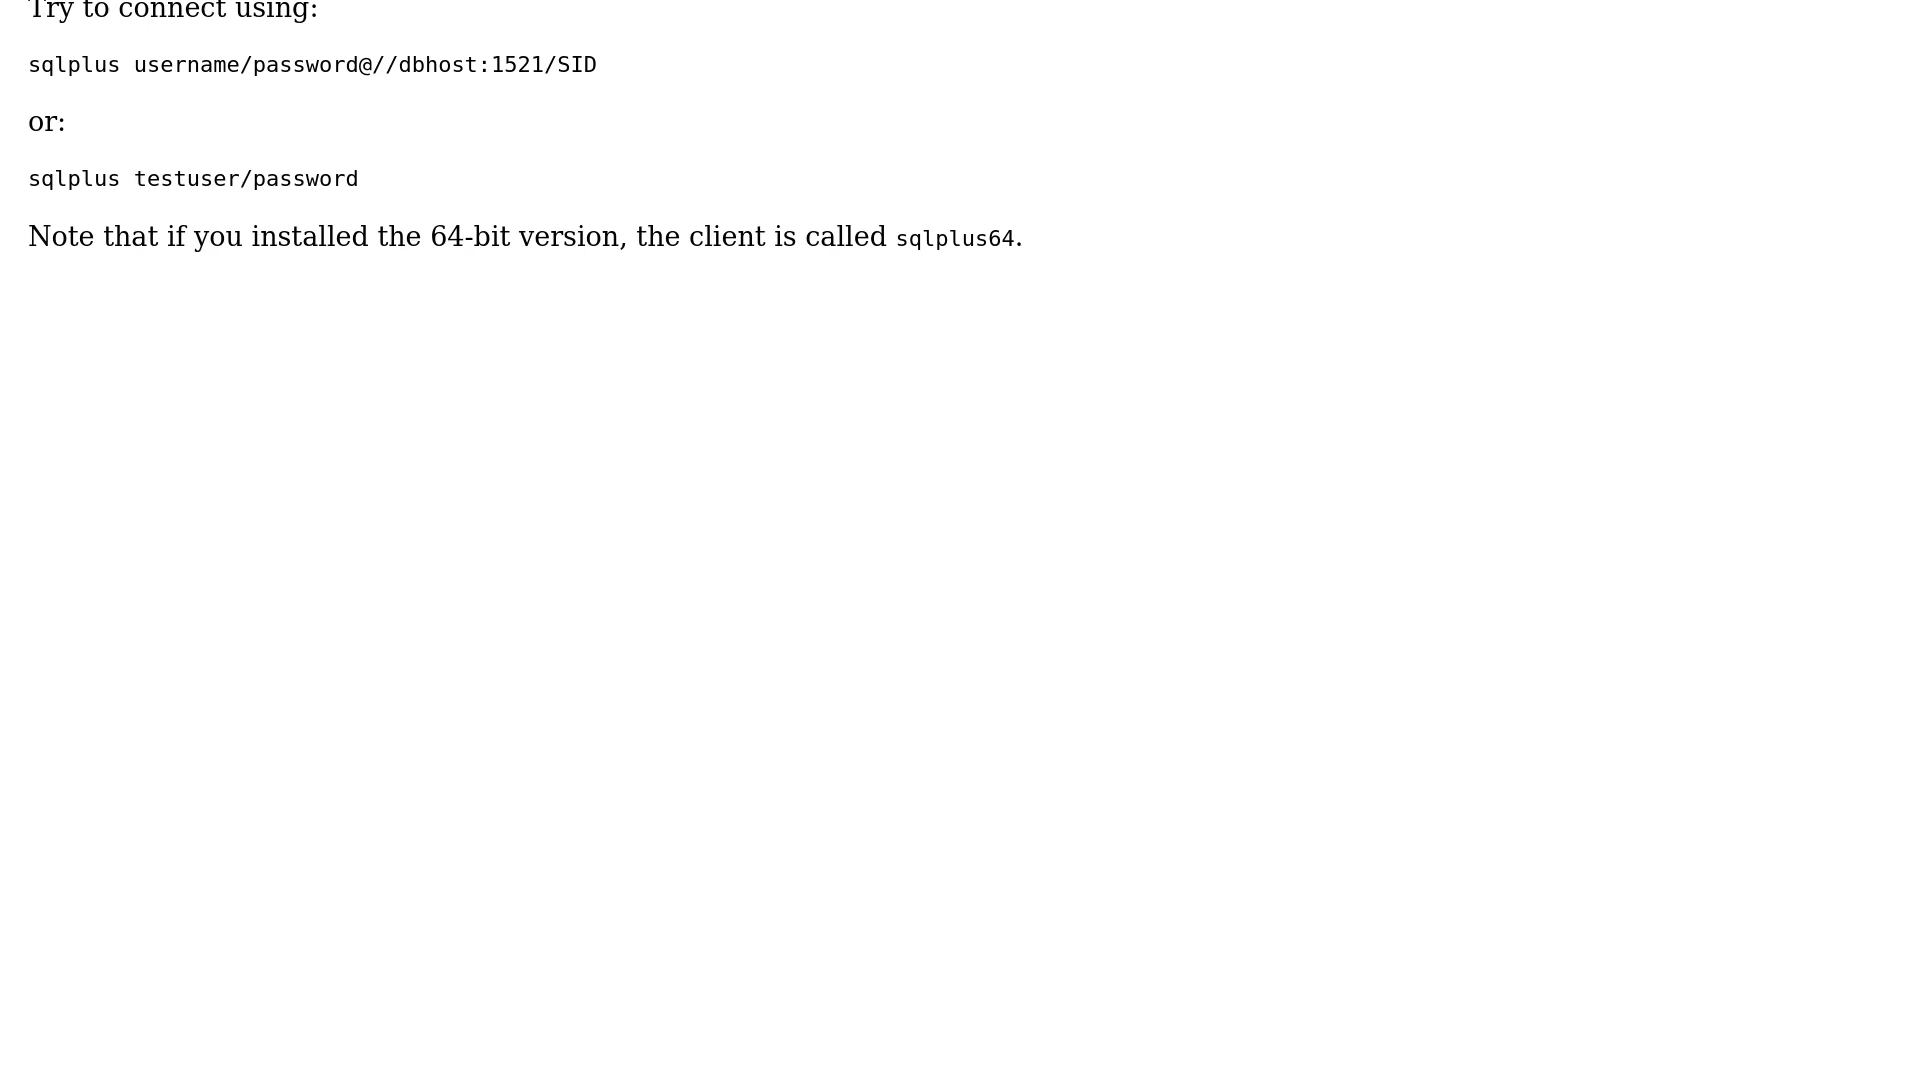 Try to connect using:
sqlplus username/password@//dbhost:1521/SID
or:
sqlplus testuser/password
Note that if you installed the 64-bit version, the client is called sqlplus64.